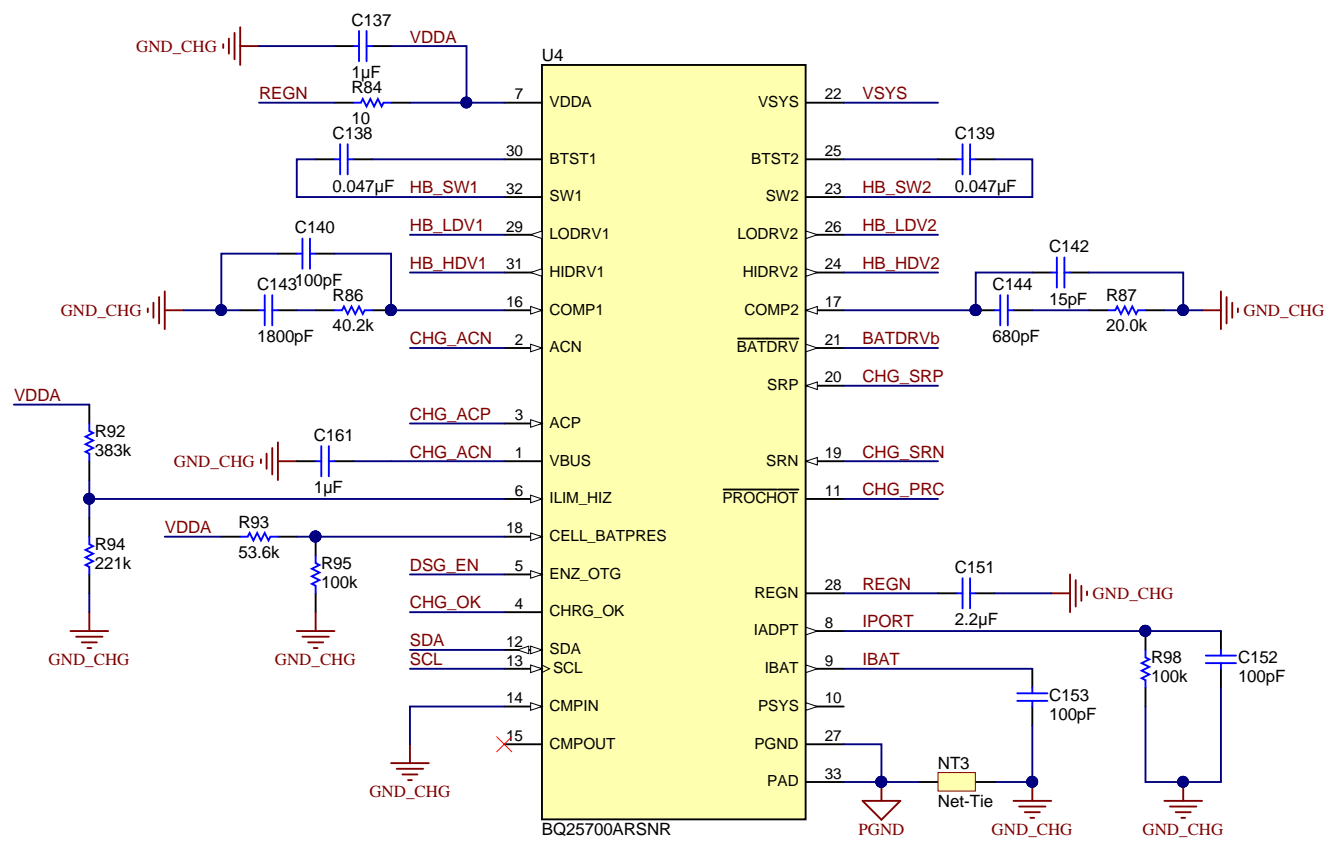 C137
GND_CHG
VDDA
1µF
U4
REGN
R84
10
7
VDDA
VSYS
22
VSYS
C138
0.047µF
30
BTST1
BTST2
25
C139
0.047µF
HB_SW1
32
SW1
SW2
23
HB_SW2
HB_LDV1
29
LODRV1
LODRV2
26
HB_LDV2
C140
100pF
HB_HDV1
31
HIDRV1
HIDRV2
24
HB_HDV2
C142
15pF
GND_CHG
C143
1800pF
R86
40.2k
16
COMP1
COMP2
17
C144
680pF
R87
20.0k
GND_CHG
CHG_ACN
2
ACN
BATDRV
21
BATDRVb
SRP
20
CHG_SRP
VDDA
CHG_ACP
3
ACP
R92
383k
GND_CHG
C161
1µF
CHG_ACN
1
VBUS
SRN
19
CHG_SRN
6
ILIM_HIZ
PROCHOT
11
CHG_PRC
VDDA
R93
53.6k
18
CELL_BATPRES
R94
221k
R95
100k
DSG_EN
5
ENZ_OTG
REGN
28
REGN
C151
2.2µF
GND_CHG
CHG_OK
4
CHRG_OK
IADPT
8
IPORT
GND_CHG
GND_CHG
SDA
12
SDA
SCL
13
SCL
IBAT
9
IBAT
R98
100k
C152
100pF
14
CMPIN
PSYS
10
C153
100pF
15
CMPOUT
PGND
27
GND_CHG
PAD
33
NT3
Net-Tie
PGND
GND_CHG
GND_CHG
BQ25700ARSNR